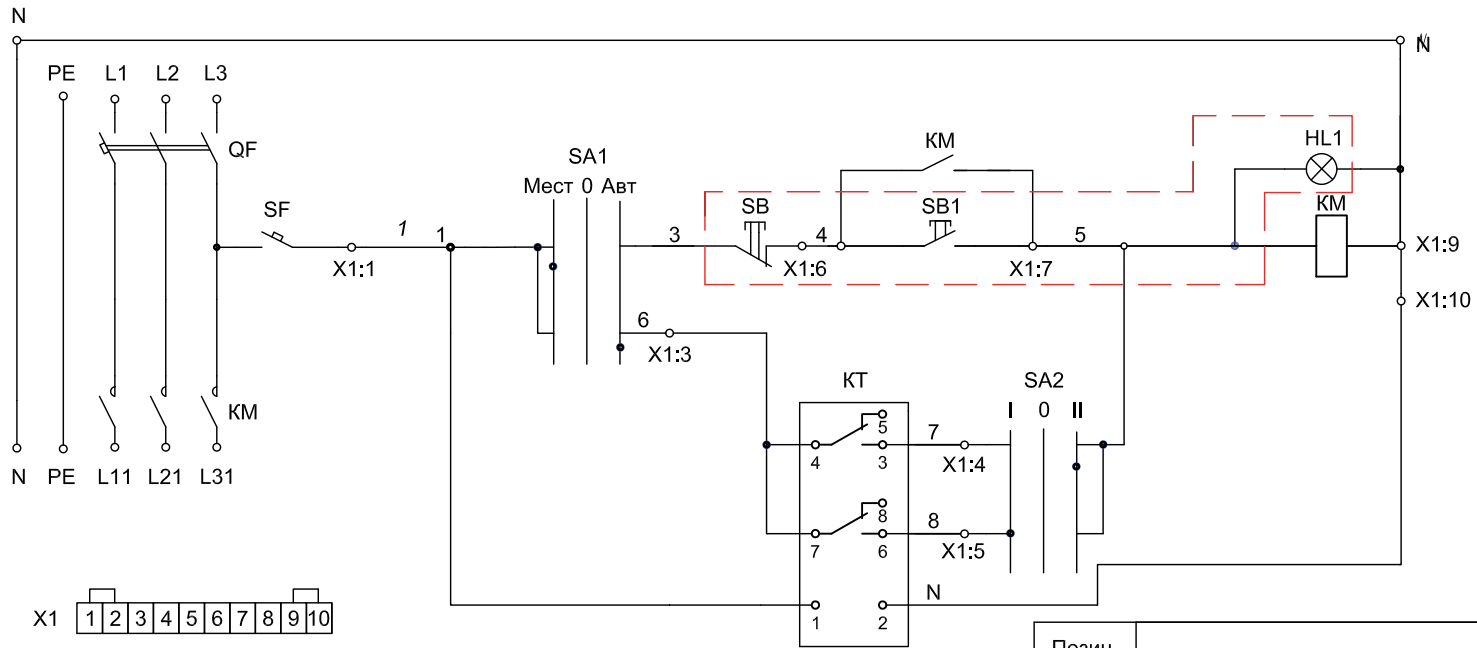 N
N
PE L1 L2 L3
QF
HL1
KM
SA1
Мест 0 Авт
SF
SB
SB1
KM
1
1
3
4
5
X1:1
X1:6
X1:7
X1:9
X1:10
6
X1:3
KT
SA2
I 0 II
KM
5
4
3
7
X1:4
8
7
6
8
X1:5
N PE L11 L21 L31
N
1
2
X1 1 2 3 4 5 6 7 8 9 10